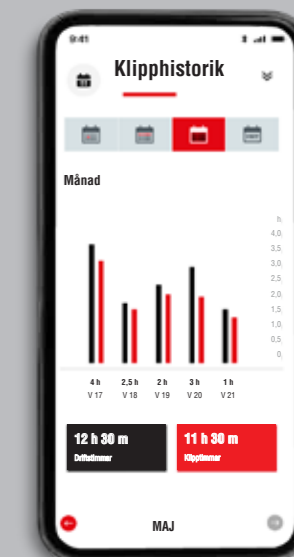 9:41
Klipphistorik
Månad
h
4,0
3,5
3,0
2,5
2,0
1,5
1,0
0,5
0
4 h 2,5 h 2 h 3 h 1 h
V 17 V 18 V 19 V 20 V 21
12 h 30 m 11 h 30 m
Driftstimmar Klipptimmar
MAJ